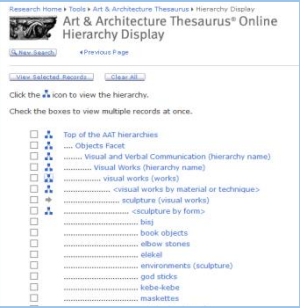 Research Home ▸ Tools ▸ Art & Architecture Thesaurus ▸ Hierarchy Display
Art & Architecture Thesaurus® Online
Hierarchy Display
New Search
Previous Page
View Selected Records
Clear All
Click the icon to view the hierarchy.
Check the boxes to view multiple records at once.
Top of the AAT hierarchies
.... Objects Facet
........ Visual and Verbal Communication (hierarchy name)
............ Visual Works (hierarchy name)
................ visual works (works)
.................... <visual works by material or technique>
........................ sculpture (visual works)
............................ <sculpture by form>
................................ bisj
................................ book objects
................................ elbow stones
................................ elekel
................................ environments (sculpture)
................................ god sticks
................................ kebe-kebe
................................ maskettes